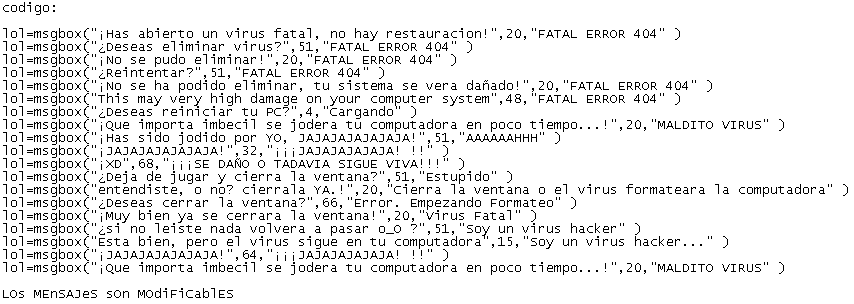 codigo:
lol=msgbox("¡Has abierto un virus fatal, no hay restauracion!",20,"FATAL ERROR 404" )
lol=msgbox("¿Deseas eliminar virus?",51,"FATAL ERROR 404" )
lol=msgbox("¡No se pudo eliminar!",20,"FATAL ERROR 404" )
lol=msgbox("¿Reintentar?",51,"FATAL ERROR 404" )
lol=msgbox("¡No se ha podido eliminar, tu sistema se vera dañado!",20,"FATAL ERROR 404" )
lol=msgbox("This may very high damage on your computer system",48,"FATAL ERROR 404" )
lol=msgbox("¿Deseas reiniciar tu PC?",4,"Cargando" )
lol=msgbox("¡Que importa imbecil se jodera tu computadora en poco tiempo...!",20,"MALDITO VIRUS" )
lol=msgbox("Has sido jodido por YO, JAJAJAJAJAJAJA!",51,"AAAAAAHHH" )
lol=msgbox("¡JAJAJAJAJAJAJA!",32,"¡¡¡JAJAJAJAJAJA! !!" )
lol=msgbox("¡XD",68,"¡¡¡SE DAÑO O TADAVIA SIGUE VIVA!!!" )
lol=msgbox("¿Deja de jugar y cierra la ventana?",51,"Estupido" )
lol=msgbox("entendiste, o no? cierrala YA.!",20,"Cierra la ventana o el virus formateara la computadora" )
lol=msgbox("¿Deseas cerrar la ventana?",66,"Error. Empezando Formateo" )
lol=msgbox("¡Muy bien ya se cerrara la ventana!",20,"Virus Fatal" )
lol=msgbox("¿si no leiste nada volvera a pasar o_O ?",51,"Soy un virus hacker" )
lol=msgbox("Esta bien, pero el virus sigue en tu computadora",15,"Soy un virus hacker..." )
lol=msgbox("¡JAJAJAJAJAJAJA!",64,"¡¡¡JAJAJAJAJAJA! !!" )
lol=msgbox("¡Que importa imbecil se jodera tu computadora en poco tiempo...!",20,"MALDITO VIRUS" )
LOs MEnSAJeS sOn MOdiFiCablES